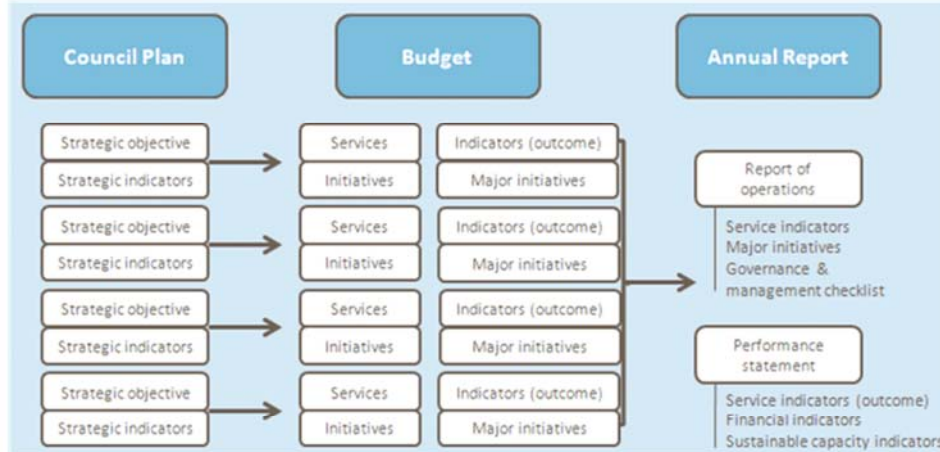 Council Plan
Budget
Annual Report
Strategic objective
Strategic indicators
Services
Initiatives
Indicators (outcome)
Major initiatives
Strategic objective
Strategic indicators
Services
Initiatives
Indicators (outcome)
Major initiatives
Strategic objective
Strategic indicators
Services
Initiatives
Indicators (outcome)
Major initiatives
Strategic objective
Strategic indicators
Services
Initiatives
Indicators (outcome)
Major initiatives
Report of
operations
Service indicators
Major initiatives
Governance &
management checklist
Performance
statement
Service indicators (outcome)
Financial indicators
Sustainable capacity indicators